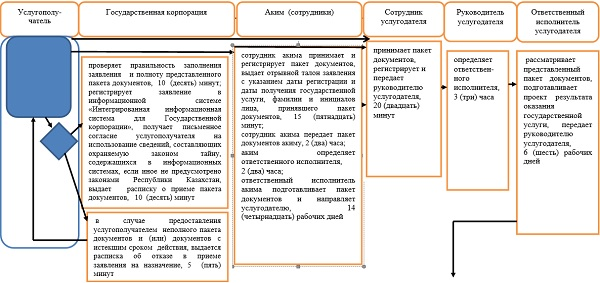 Услугополу-
чатель
Государственная корпорация
Аким (сотрудники)
Сотрудник
услугодателя
Руководитель
услугодателя
Ответственный
исполнитель
услугодателя
проверяет правильность заполнения
заявления и полноту представленного
пакета документов, 10 (десять) минут;
регистрирует заявление в
информационной системе
«Интегрированная информационная
система для Государственной
корпорации», получает письменное
согласие услугополучателя на
использование сведений, составляющих
охраняемую законом тайну,
содержащихся в информационных
системах, если иное не предусмотрено
законами Республики Казахстан,
выдает расписку о приеме пакета
документов, 10 (десять) минут
в случае предоставления
услугополучателем неполного пакета
документов и (или) документов с
истекшим сроком действия, выдается
расписка об отказе в приеме
заявления на назначение, 5 (пять)
минут
сотрудник акима принимает и
регистрирует пакет документов,
выдает отрывной талон заявления
с указанием даты регистрации и
даты получения государственной
услуги, фамилии и инициалов
лица, принявшего пакет
документов, 15 (пятнадцать)
минут;
сотрудник акима передает пакет
документов акиму, 2 (два) часа;
аким определяет
ответственного исполнителя,
2 (два) часа;
ответственный исполнитель
акима подготавливает пакет
документов и направляет
услугодателю, 14
(четырнадцать) рабочих дней
принимает пакет
документов,
регистрирует и
передает
руководителю
услугодателя,
20 (двадцать)
минут
определяет
ответствен-
ного
исполнителя,
3 (три) часа
рассматривает
представленный
пакет документов,
подготавливает
проект результата
оказания
государственной
услуги, передает
руководителю
услугодателя,
6 (шесть) рабочих
дней